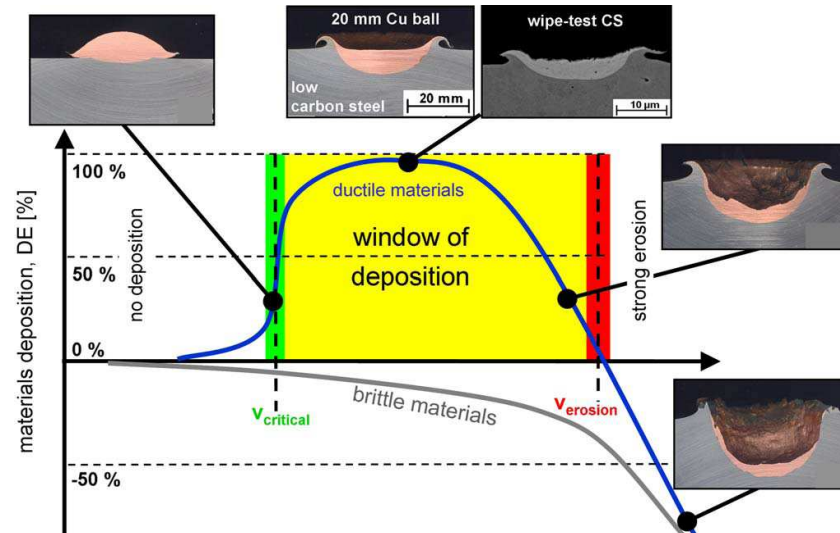 20 mm Cu ball
low
carbon steel
20 mm
wipe-test CS
10 µm
materials deposition, DE [%]
100 %
50 %
0 %
-50 %
no deposition
ductile materials
window of
deposition
strong erosion
brittle materials
Vcritical
Verosion